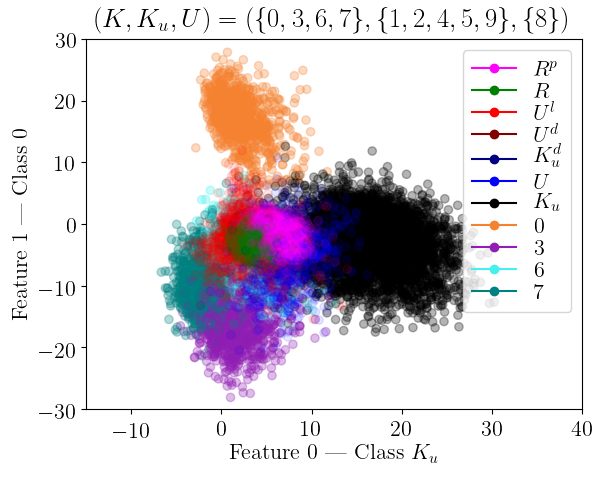 (K, K_u, U) = ({0, 3, 6, 7}, {1, 2, 4, 5, 9}, {8})
30
20
10
0
−10
−20
−30
Feature 1 — Class 0
−10
0
10
20
30
40
Feature 0 — Class K_u
R^p
R
U^l
U^d
K_u^d
U
K_u
0
3
6
7